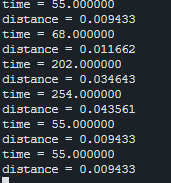 time = 55.000000
distance = 0.009433
time = 68.000000
distance = 0.011662
time = 202.000000
distance = 0.034643
time = 254.000000
distance = 0.043561
time = 55.000000
distance = 0.009433
time = 55.000000
distance = 0.009433